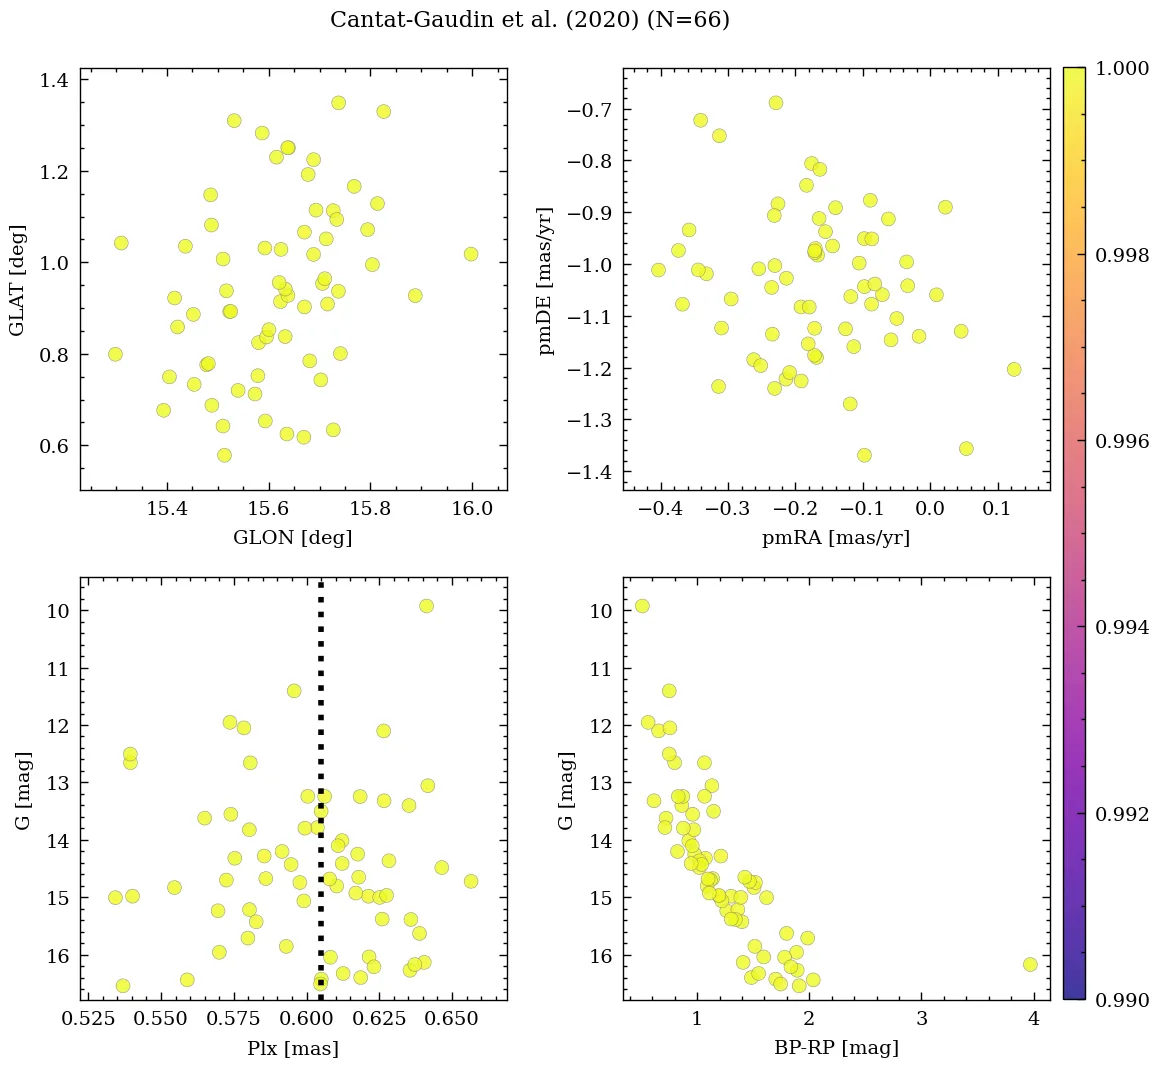 Cantat-Gaudin et al. (2020) (N=66)
1.4
1.2
1.0
0.8
0.6
GLAT [deg]
15.4 15.6 15.8 16.0
GLON [deg]
−0.7
−0.8
−0.9
−1.0
−1.1
−1.2
−1.3
−1.4
pmDE [mas/yr]
−0.4 −0.3 −0.2 −0.1 0.0 0.1
pmRA [mas/yr]
10
11
12
13
14
15
16
G [mag]
0.525 0.550 0.575 0.600 0.625 0.650
Plx [mas]
10
11
12
13
14
15
16
G [mag]
1 2 3 4
BP-RP [mag]
1.000
0.998
0.996
0.994
0.992
0.990